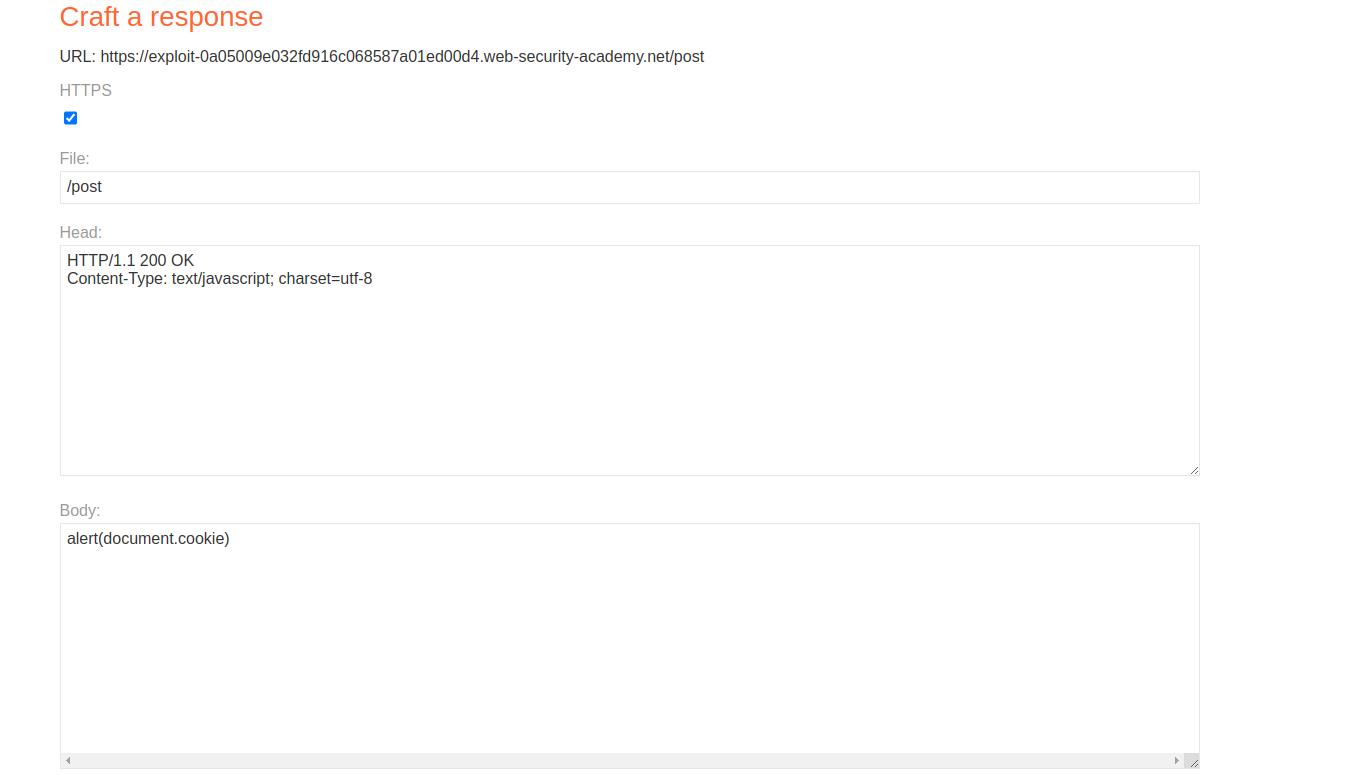 Craft a response
URL: https://exploit-0a05009e032fd916c068587a01ed00d4.web-security-academy.net/post
HTTPS
File:
/post
Head:
HTTP/1.1 200 OK
Content-Type: text/javascript; charset=utf-8
Body:
alert(document.cookie)